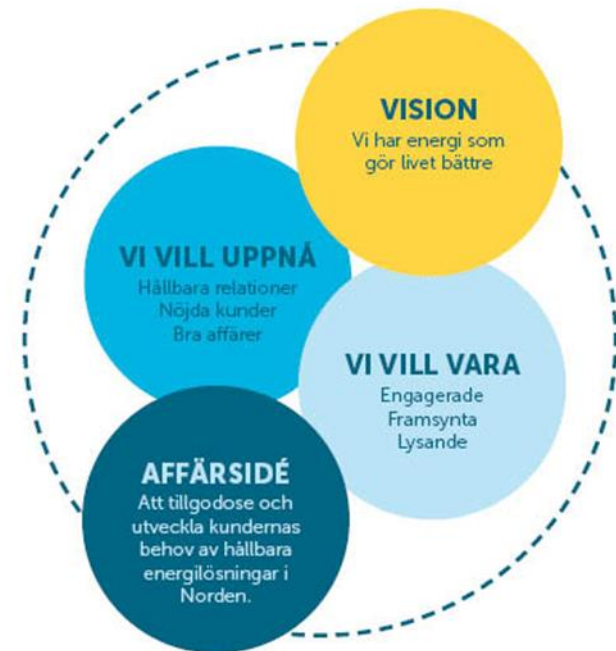 VISION
Vi har energi som
gör livet bättre
VI VILL UPPNÅ
Hållbara relationer
Nöjda kunder
Bra affärer
VI VILL VARA
Engagerade
Framsynta
Lysande
AFFÄRSIDÉ
Att tillgodose och
utveckla kundernas
behov av hållbara
energilösningar i
Norden.